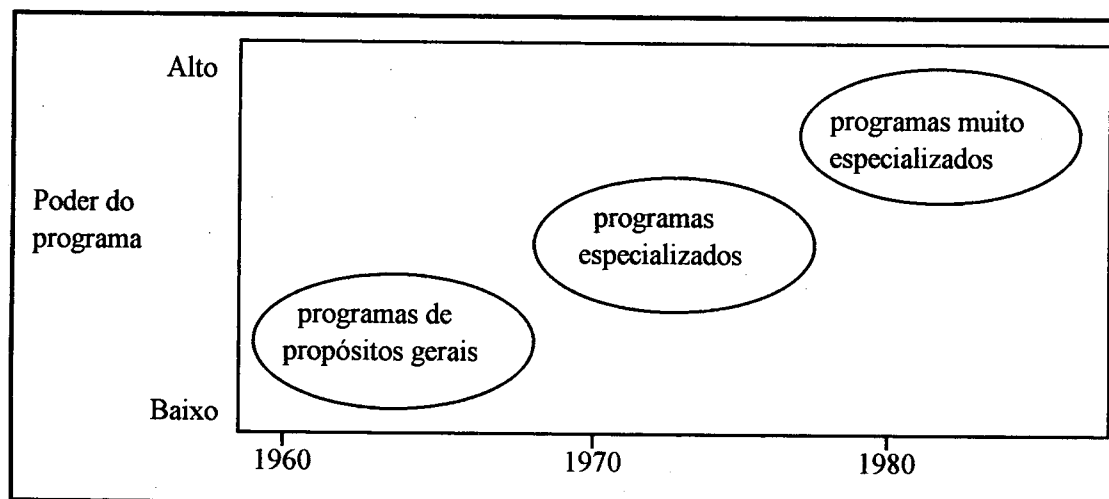 Alto
programas muito
especializados
Poder do
programa
programas
especializados
programas de
propósitos gerais
Baixo
1960 1970 1980